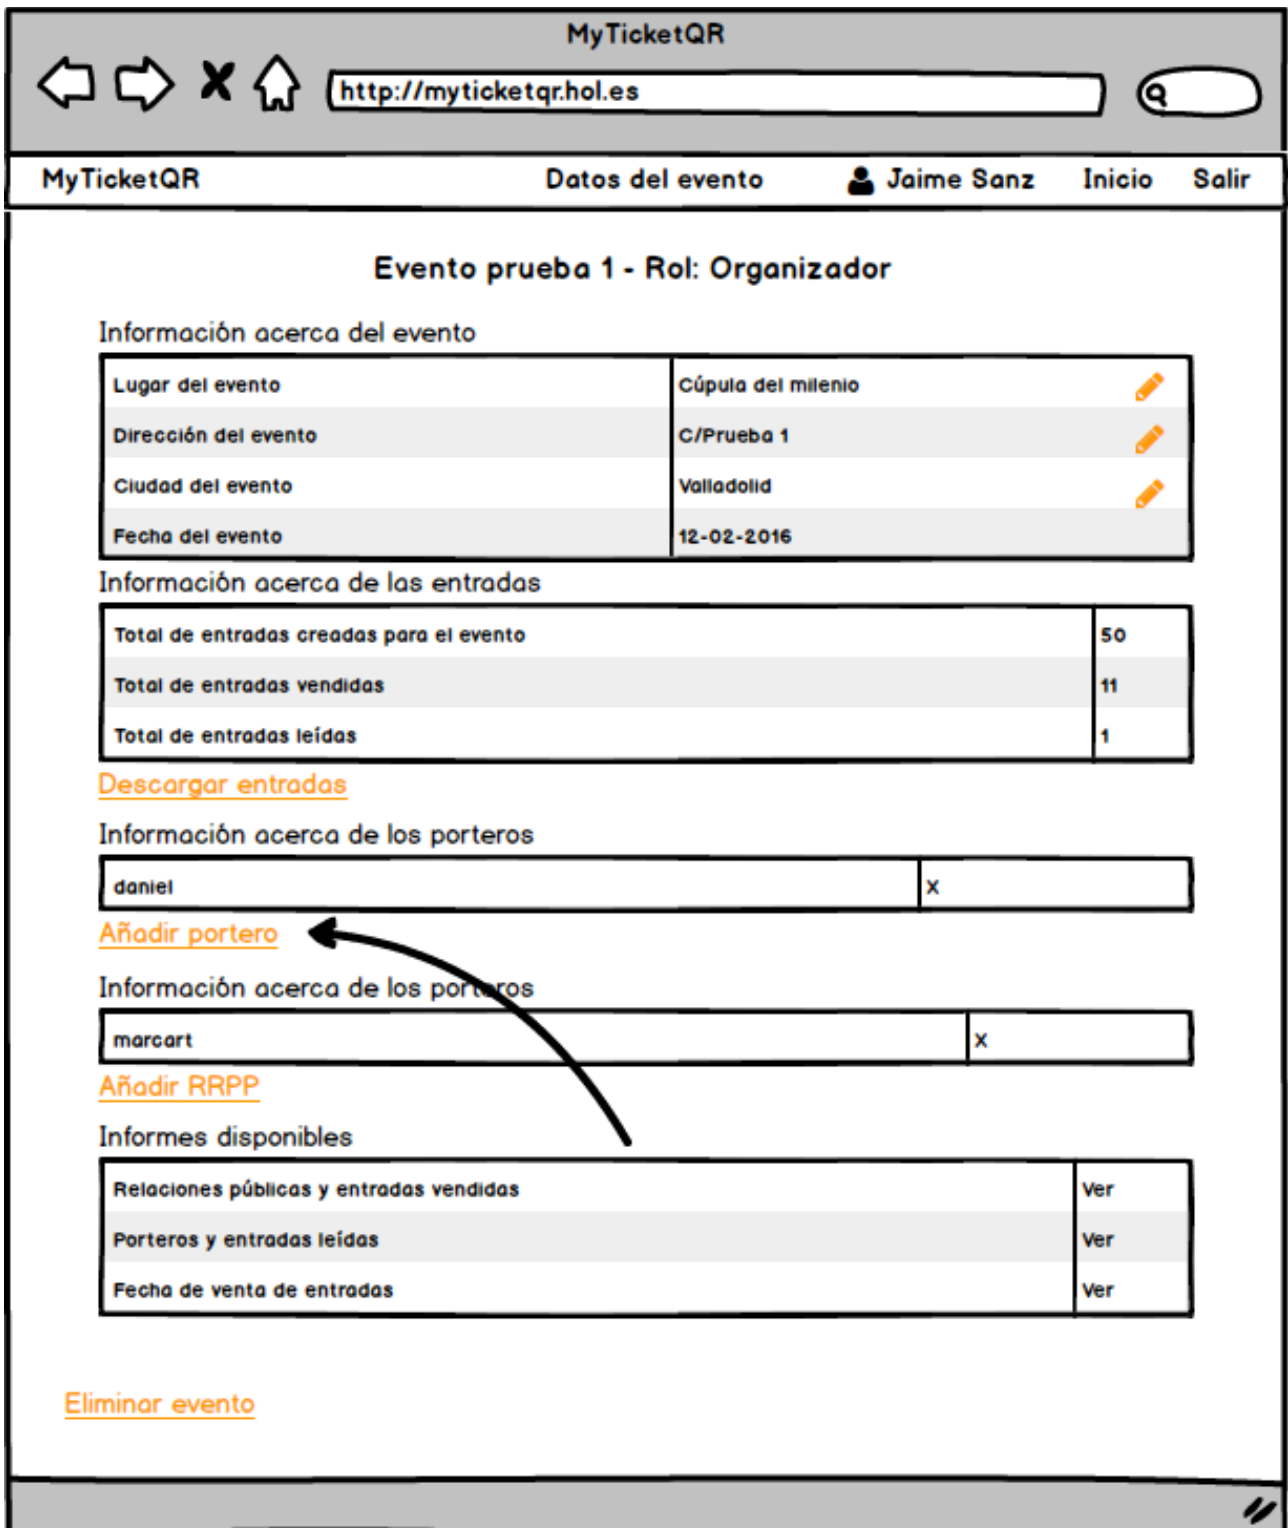 MyTicketQR
http://myticketqr.hol.es
MyTicketQR Datos del evento Jaime Sanz Inicio Salir
Evento prueba 1 - Rol: Organizador
Información acerca del evento
Lugar del evento Cúpula del milenio
Dirección del evento C/Prueba 1
Ciudad del evento Valladolid
Fecha del evento 12-02-2016
Información acerca de las entradas
Total de entradas creadas para el evento 50
Total de entradas vendidas 11
Total de entradas leídas 1
Descargar entradas
Información acerca de los porteros
daniel X
Añadir portero
Información acerca de los porteros
marcart X
Añadir RRPP
Informes disponibles
Relaciones públicas y entradas vendidas Ver
Porteros y entradas leídas Ver
Fecha de venta de entradas Ver
Eliminar evento